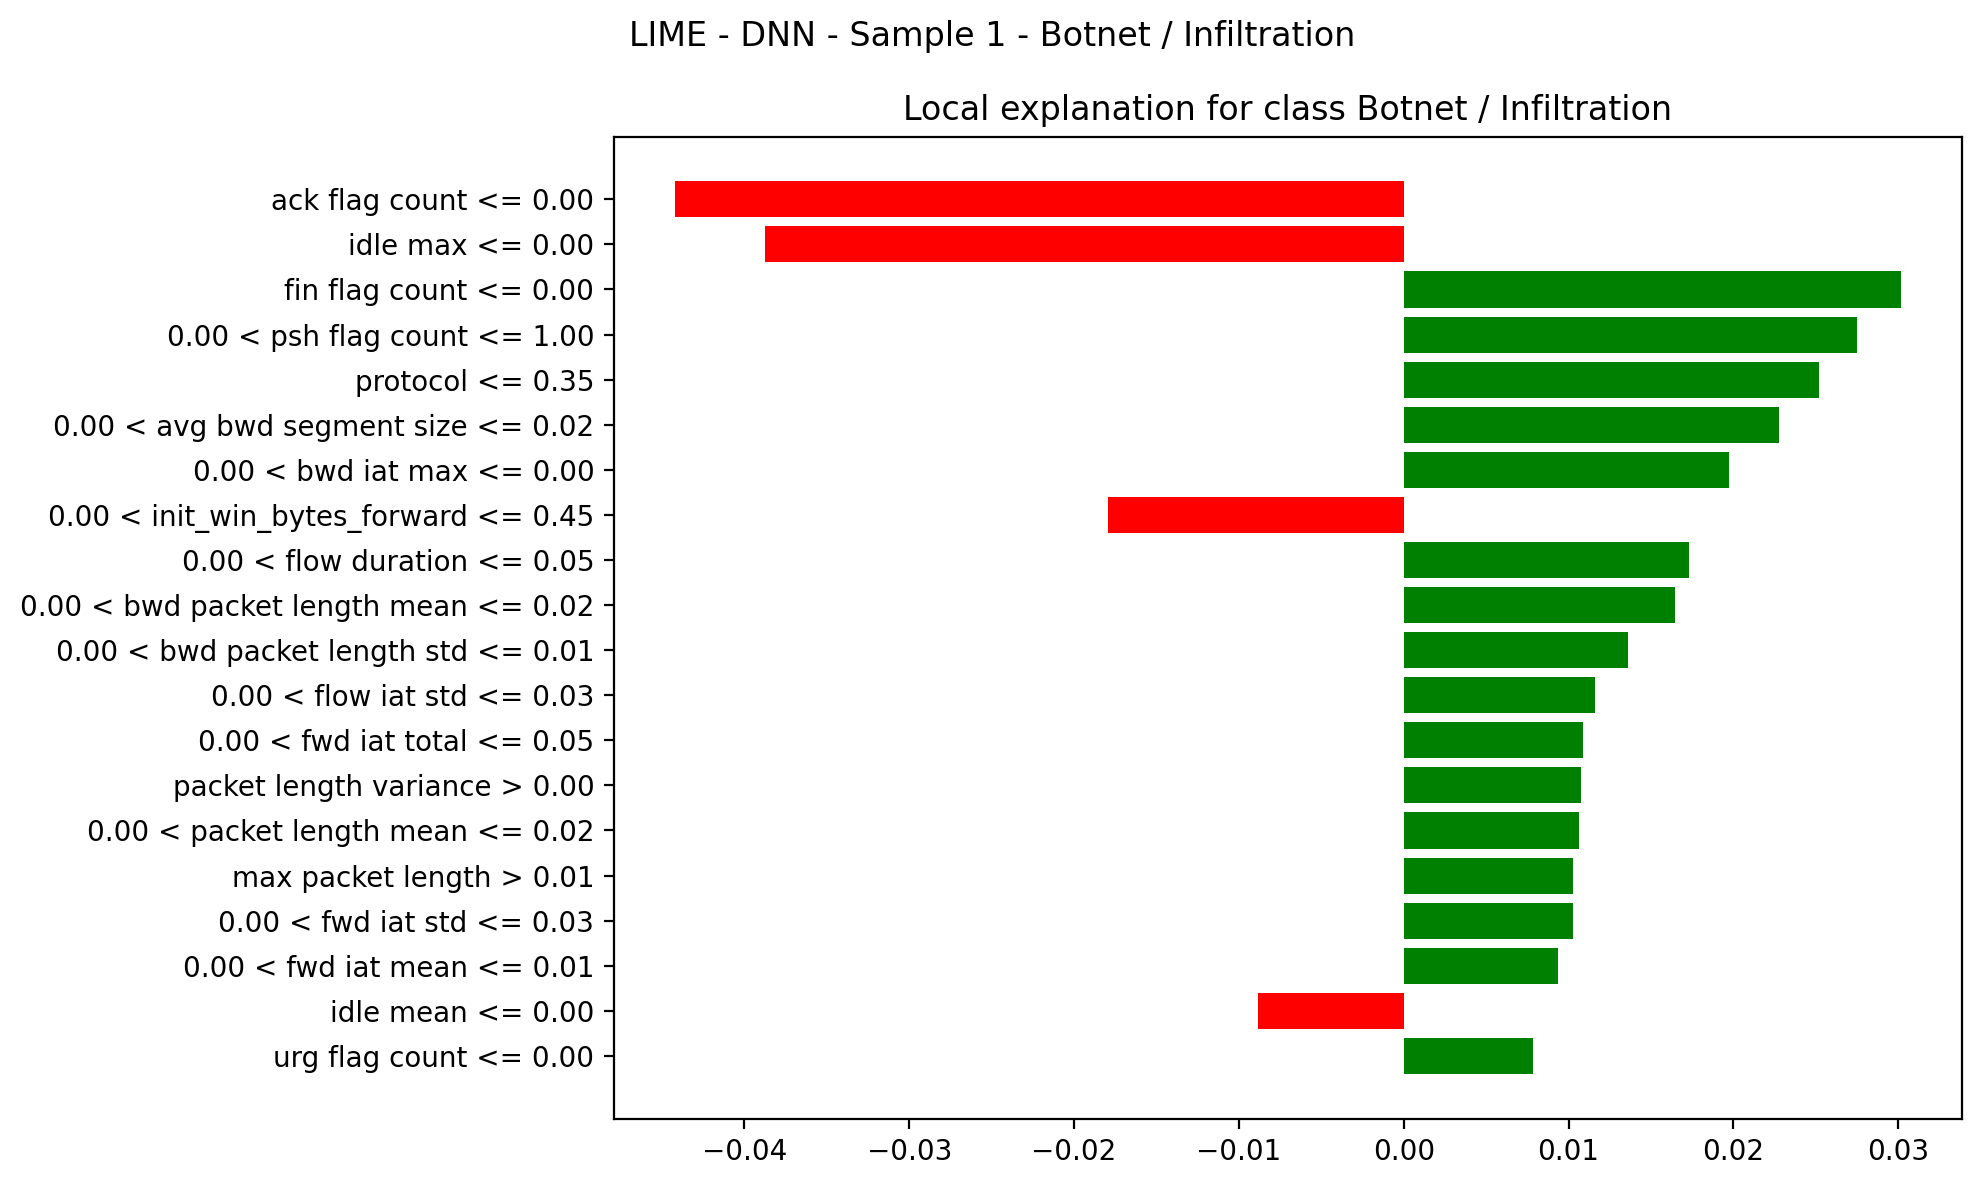 LIME - DNN - Sample 1 - Botnet / Infiltration
Local explanation for class Botnet / Infiltration
ack flag count <= 0.00
idle max <= 0.00
fin flag count <= 0.00
0.00 < psh flag count <= 1.00
protocol <= 0.35
0.00 < avg bwd segment size <= 0.02
0.00 < bwd iat max <= 0.00
0.00 < init_win_bytes_forward <= 0.45
0.00 < flow duration <= 0.05
0.00 < bwd packet length mean <= 0.02
0.00 < bwd packet length std <= 0.01
0.00 < flow iat std <= 0.03
0.00 < fwd iat total <= 0.05
packet length variance > 0.00
0.00 < packet length mean <= 0.02
max packet length > 0.01
0.00 < fwd iat std <= 0.03
0.00 < fwd iat mean <= 0.01
idle mean <= 0.00
urg flag count <= 0.00
−0.04 −0.03 −0.02 −0.01 0.00 0.01 0.02 0.03